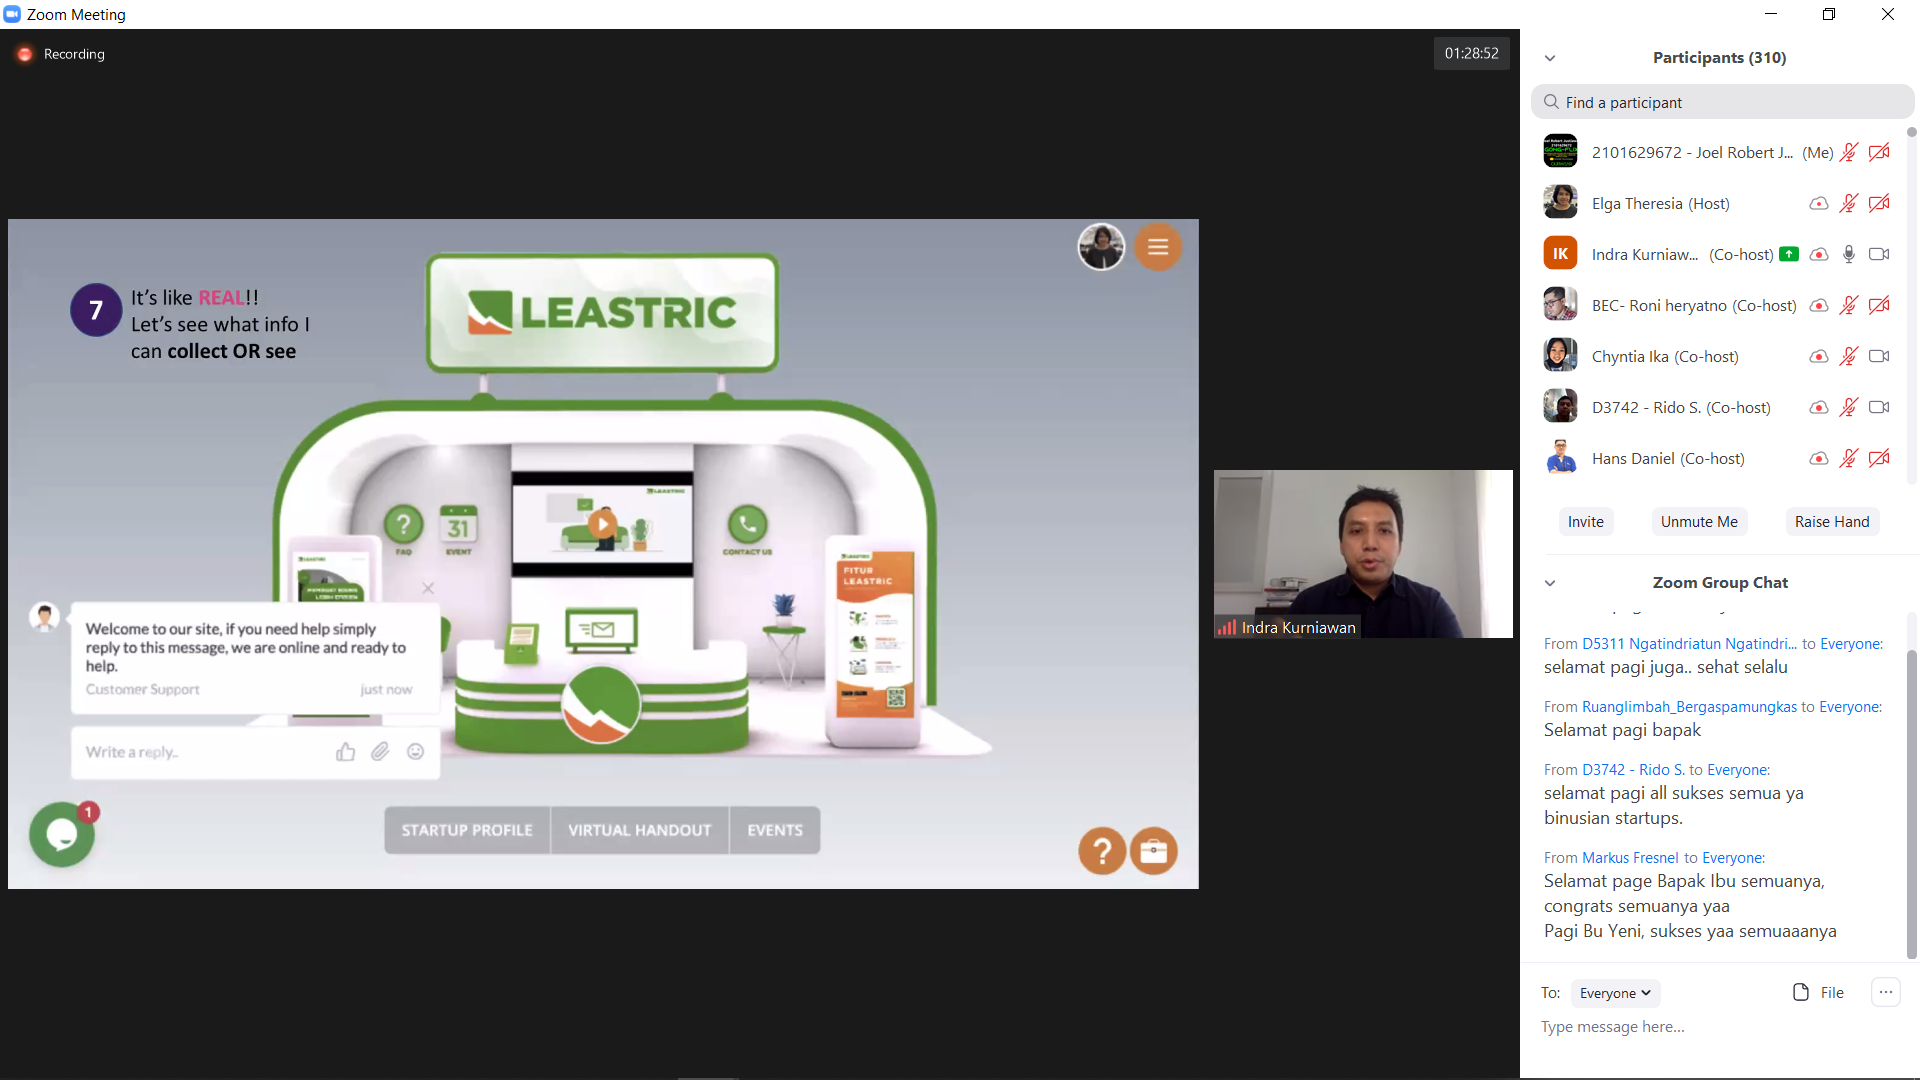 Zoom Meeting
Recording
01:28:52
7
It's like REAL!!
Let's see what info I
can collect OR see
LEASTRIC
LEASTRIC
FAQ
31
EVENT
CONTACT US
LEASTRIC
LEASTRIC
FITUR
LEASTRIC
Welcome to our site, if you need help simply
reply to this message, we are online and ready to
help.
Customer Support just now
Write a reply..
1
STARTUP PROFILE
VIRTUAL HANDOUT
EVENTS
?
Indra Kurniawan
Participants (310)
Find a participant
2101629672 - Joel Robert J... (Me)
Elga Theresia (Host)
IK
Indra Kurniaw... (Co-host)
BEC- Roni heryatno (Co-host)
Chyntia Ika (Co-host)
D3742 - Rido S. (Co-host)
Hans Daniel (Co-host)
Invite
Unmute Me
Raise Hand
Zoom Group Chat
From D5311 Ngatindriatun Ngatindri... to Everyone:
selamat pagi juga.. sehat selalu
From Ruanglimbah_Bergaspamungkas to Everyone:
Selamat pagi bapak
From D3742 - Rido S. to Everyone:
selamat pagi all sukses semua ya
binusian startups.
From Markus Fresnel to Everyone:
Selamat page Bapak Ibu semuanya,
congrats semuanya yaa
Pagi Bu Yeni, sukses yaa semuaaanya
To: Everyone
File
...
Type message here...